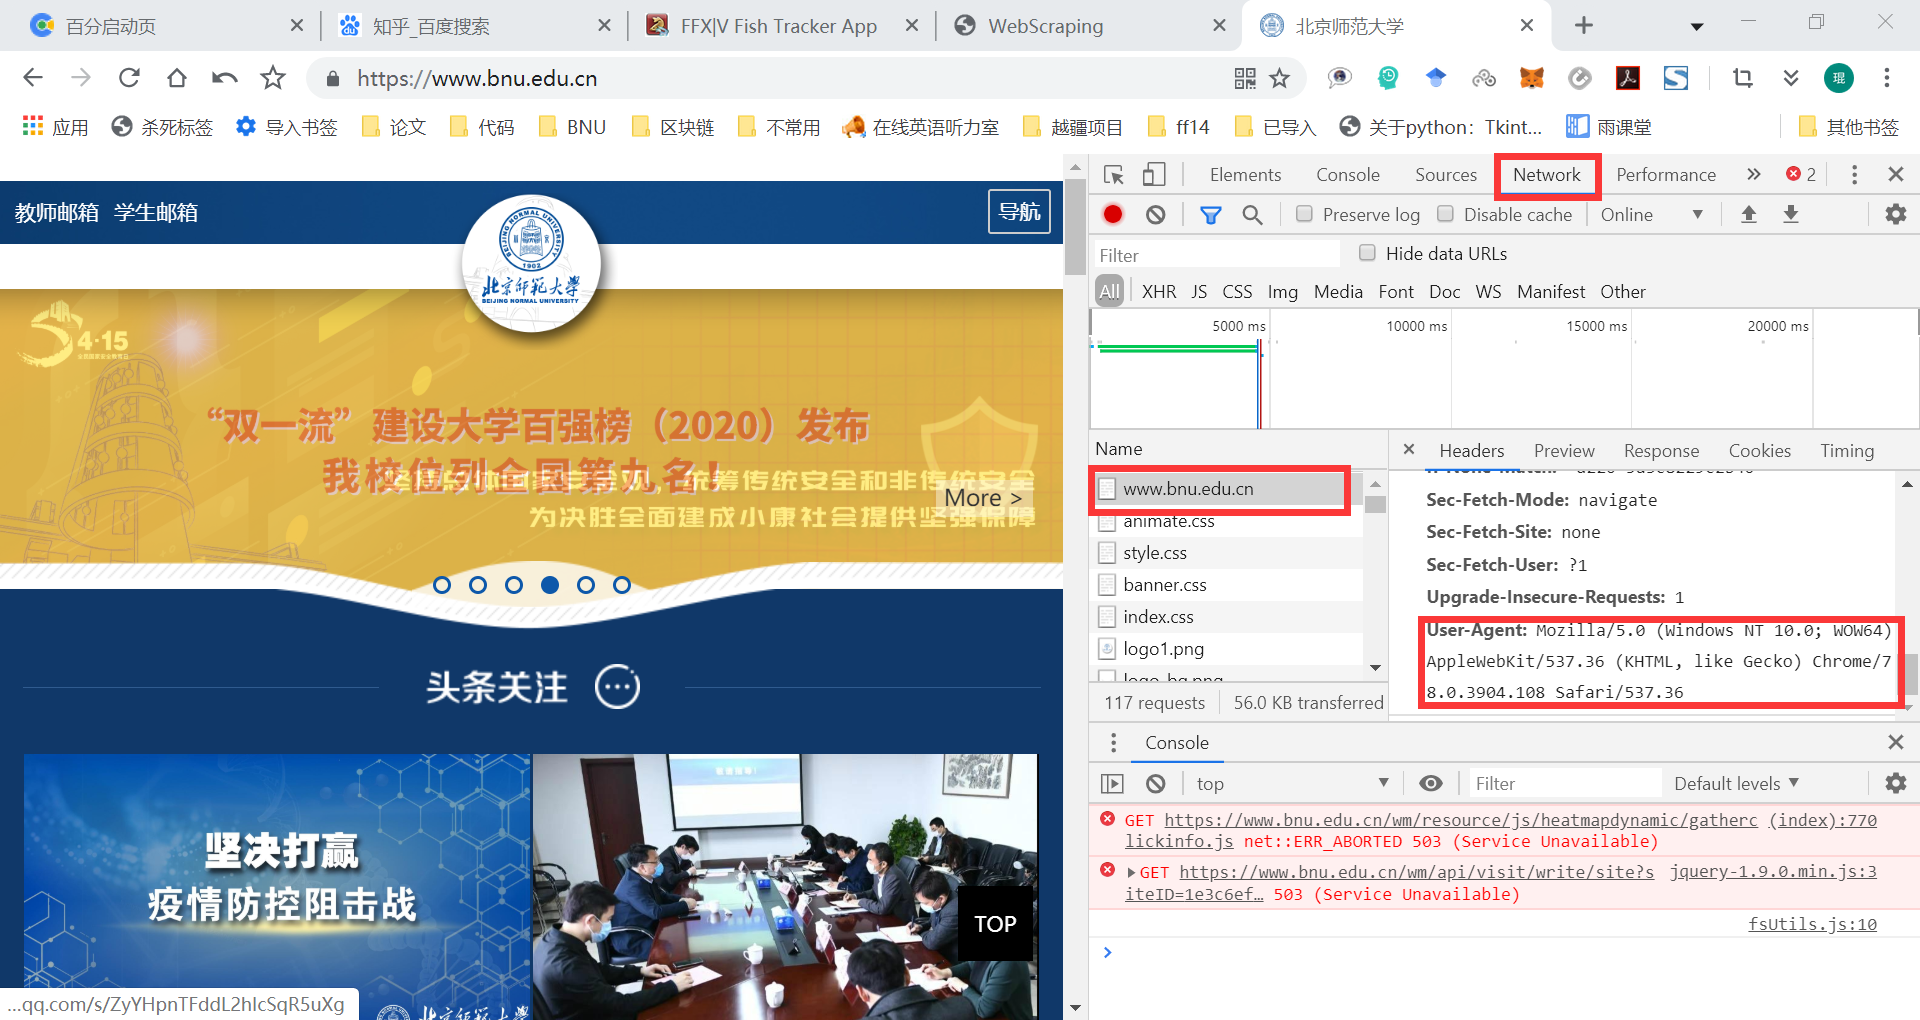 百分启动页
知乎_百度搜索
FFX|V Fish Tracker App
WebScraping
北京师范大学
https://www.bnu.edu.cn
琨
应用
杀死标签
导入书签
论文
代码
BNU
区块链
不常用
在线英语听力室
越疆项目
ff14
已导入
关于python：Tkint...
雨课堂
其他书签
教师邮箱 学生邮箱
导航
BEIJING NORMAL UNIVERSITY
1902
北京师范大学
BEIJING NORMAL UNIVERSITY
4·15
“双一流”建设大学百强榜（2020）发布
我校位列全国第九名！
统筹传统安全和非传统安全
为决胜全面建成小康社会提供坚强保障
More >
头条关注
坚决打赢
疫情防控阻击战
TOP
...qq.com/s/ZyYHpnTFddL2hIcSqR5uXg
Elements
Console
Sources
Network
Performance
2
Preserve log
Disable cache
Online
Filter
Hide data URLs
All
XHR
JS
CSS
Img
Media
Font
Doc
WS
Manifest
Other
5000 ms
10000 ms
15000 ms
20000 ms
Name
www.bnu.edu.cn
animate.css
style.css
banner.css
index.css
logo1.png
logo_bg.png
117 requests
56.0 KB transferred
Headers
Preview
Response
Cookies
Timing
Sec-Fetch-Mode: navigate
Sec-Fetch-Site: none
Sec-Fetch-User: ?1
Upgrade-Insecure-Requests: 1
User-Agent: Mozilla/5.0 (Windows NT 10.0; WOW64)
AppleWebKit/537.36 (KHTML, like Gecko) Chrome/7
8.0.3904.108 Safari/537.36
Console
top
Filter
Default levels
GET https://www.bnu.edu.cn/wm/resource/js/heatmapdynamic/gatherc (index):770
lickinfo.js net::ERR_ABORTED 503 (Service Unavailable)
GET https://www.bnu.edu.cn/wm/api/visit/write/site?s jquery-1.9.0.min.js:3
iteID=1e3c6ef… 503 (Service Unavailable)
fsUtils.js:10